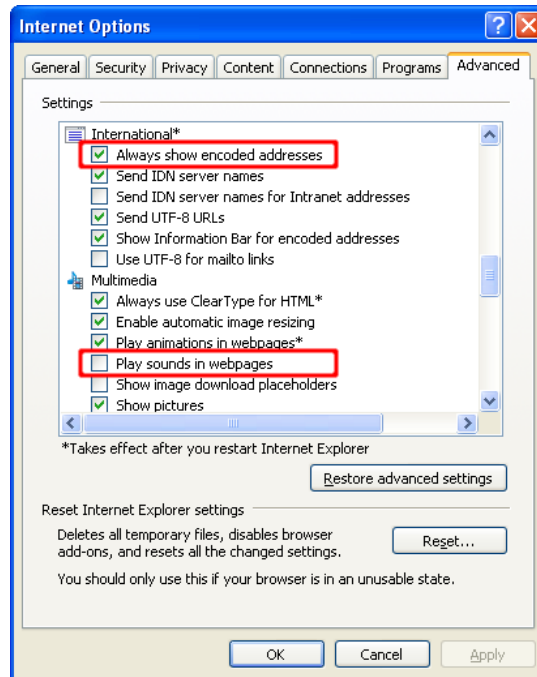 Internet Options
General Security Privacy Content Connections Programs Advanced
Settings
International*
Always show encoded addresses
Send IDN server names
Send IDN server names for Intranet addresses
Send UTF-8 URLs
Show Information Bar for encoded addresses
Use UTF-8 for mailto links
Multimedia
Always use ClearType for HTML*
Enable automatic image resizing
Play animations in webpages*
Play sounds in webpages
Show image download placeholders
Show pictures
*Takes effect after you restart Internet Explorer
Restore advanced settings
Reset Internet Explorer settings
Deletes all temporary files, disables browser
add-ons, and resets all the changed settings.
Reset...
You should only use this if your browser is in an unusable state.
OK Cancel Apply